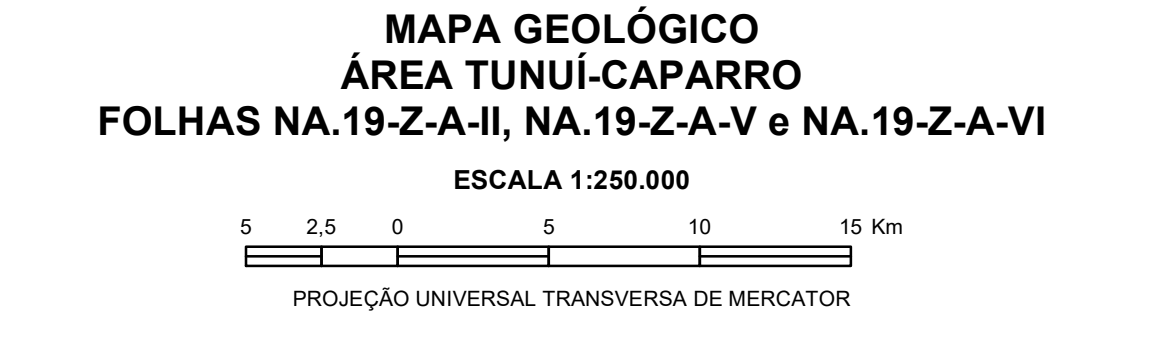 MAPA GEOLÓGICO
ÁREA TUNUÍ-CAPARRO
FOLHAS NA.19-Z-A-II, NA.19-Z-A-V e NA.19-Z-A-VI
ESCALA 1:250.000
5 2,5 0 5 10 15 Km
PROJEÇÃO UNIVERSAL TRANSVERSA DE MERCATOR